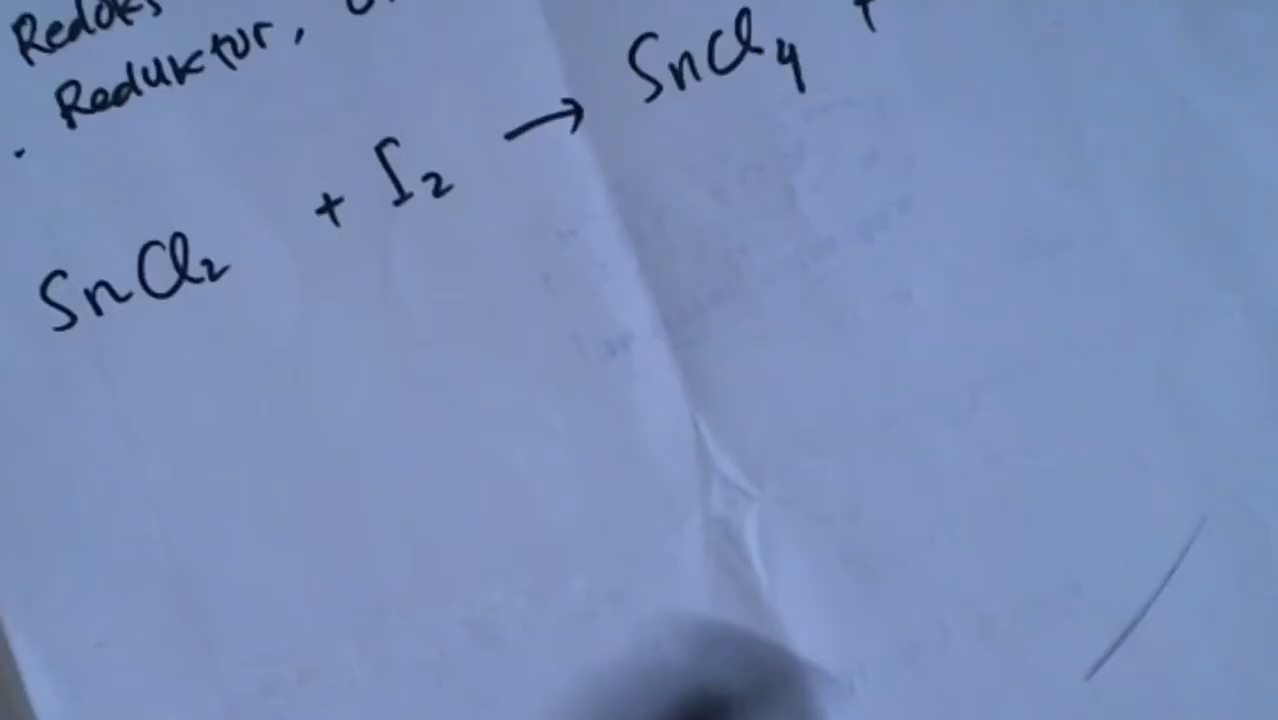 Redoks
. Reduktor,
SnCl₂ + I₂ → SnCl₄ +